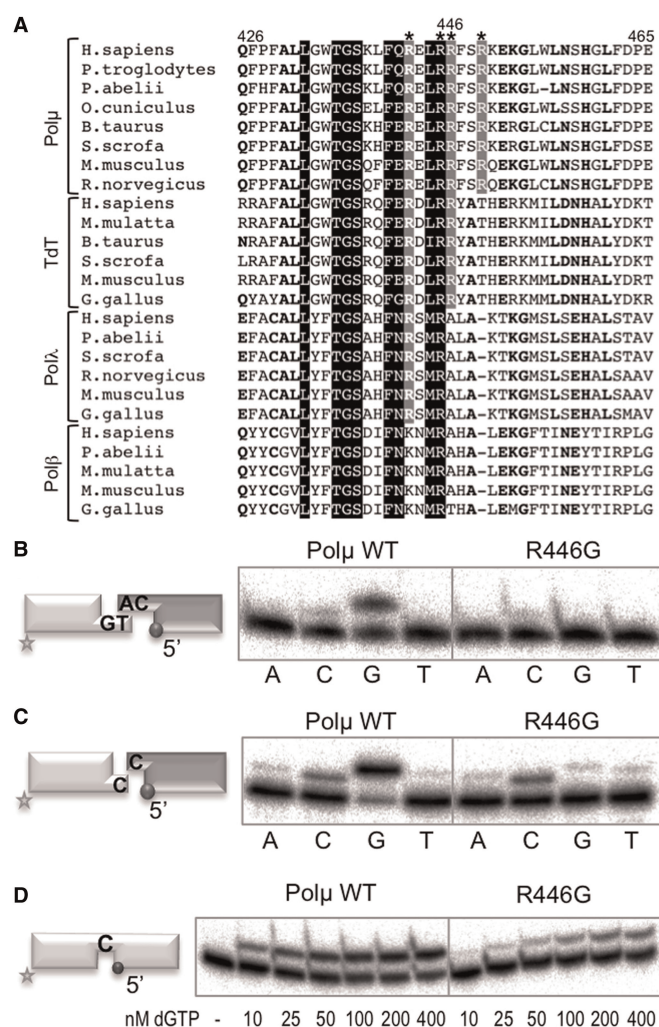 A
426 446 465
* ** *
Polμ
H.sapiens QFPFALLGWTGSKLFQRELRRFSRKEKGLWLNSHGLFDPE
P.troglodytes QFPFALLGWTGSKLFQRELRRFSRKEKGLWLNSHGLFDPE
P.abelii QFHFALLGWTGSKLFQRELRRFSRKEKGL-LNSHGLFDPE
O.cuniculus QFPFALLGWTGSELFQRELRRFSRKEKGLWLSSHGLFDPE
B.taurus QFPFALLGWTGSKHFERELRRFSRKERGLCLNSHGLFDPE
S.scrofa QFPFALLGWTGSKHFERELRRFSRKEKGLWLNSHGLFDSE
M.musculus QFPFALLGWTGSQFFERELRRFSRQEKGLWLNSHGLFDPE
R.norvegicus QFPFALLGWTGSQFFERELRRFSRQEKGLCLNSHGLFDPE
TdT
H.sapiens RRAFALLGWTGSRQFERDLRRYATHERKMILDNHALYDKT
M.mulatta RRAFALLGWTGSRQFERDLRRYATHERKMILDNHALYDKT
B.taurus NRAFALLGWTGSRQFERDIRRYATHERKMMLDNHALYDKT
S.scrofa LRAFALLGWTGSRQFERDIRRYATHERKMMLDNHALYDKT
M.musculus RRAFALLGWTGSRQFERDLRRYATHERKMMLDNHALYDRT
G.gallus QYAYALLGWTGSRQFGRDLRRYATHERKMMLDNHALYDKR
Polλ
H.sapiens EFACALLYFTGSAHFNRSMRALA-KTKGMSLSEHALSTAV
P.abelii EFACALLYFTGSAHFNRSMRALA-KTKGMSLSEHALSTAV
S.scrofa EFACALLYFTGSAHFNRSMRALA-KTKGMSLSEHALSTAV
R.norvegicus EFACALLYFTGSAHFNRSMRALA-KTKGMSLSEHALSAAV
M.musculus EFACALLYFTGSAHFNRSMRALA-KTKGMSLSEHALSAAV
G.gallus EFACALLYFTGSAHFNRSMRALA-KTKGMSLSEHALSMAV
Polβ
H.sapiens QYYCGVLYFTGSDIFNKNMRAHA-LEKGFTINEYTIRPLG
P.abelii QYYCGVLYFTGSDIFNKNMRAHA-LEKGFTINEYTIRPLG
M.mulatta QYYCGVLYFTGSDIFNKNMRAHA-LEKGFTINEYTIRPLG
M.musculus QYYCGVLYFTGSDIFNKNMRAHA-LEKGFTINEYTIRPLG
G.gallus QYYCGVLYFTGSDIFNKNMRTHA-LEMGFTINEYTIRPLG
B
Polμ WT R446G
AC
GT
5’
A C G T A C G T
C
Polμ WT R446G
C
C
5’
A C G T A C G T
D
Polμ WT R446G
C
5’
nM dGTP - 10 25 50 100 200 400 10 25 50 100 200 400